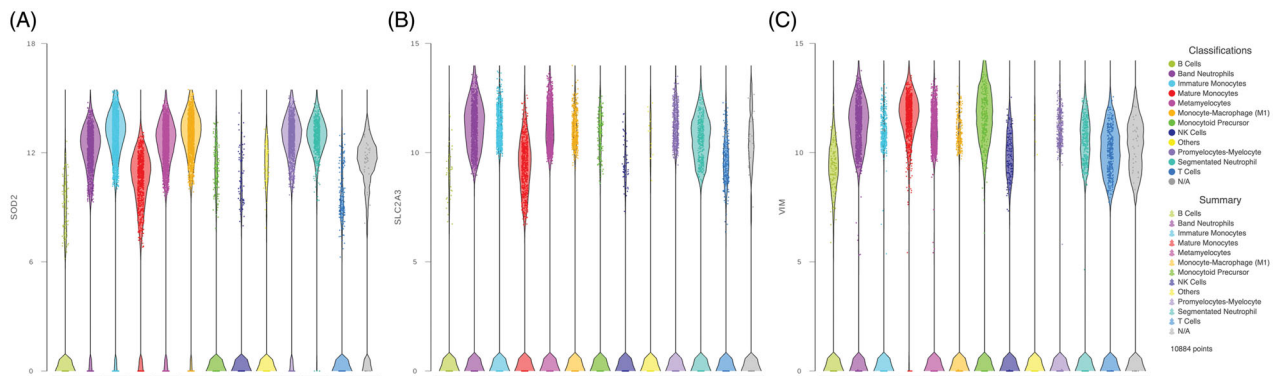 (A)
(B)
(C)
18
12
6
0
SOD2
15
10
5
0
SLC2A3
15
10
5
0
VIM
Classifications
B Cells
Band Neutrophils
Immature Monocytes
Mature Monocytes
Metamyelocytes
Monocyte-Macrophage (M1)
Monocytoid Precursor
NK Cells
Others
Promyelocytes-Myelocyte
Segmented Neutrophil
T Cells
N/A
Summary
B Cells
Band Neutrophils
Immature Monocytes
Mature Monocytes
Metamyelocytes
Monocyte-Macrophage (M1)
Monocytoid Precursor
NK Cells
Others
Promyelocytes-Myelocyte
Segmented Neutrophil
T Cells
N/A
10884 points